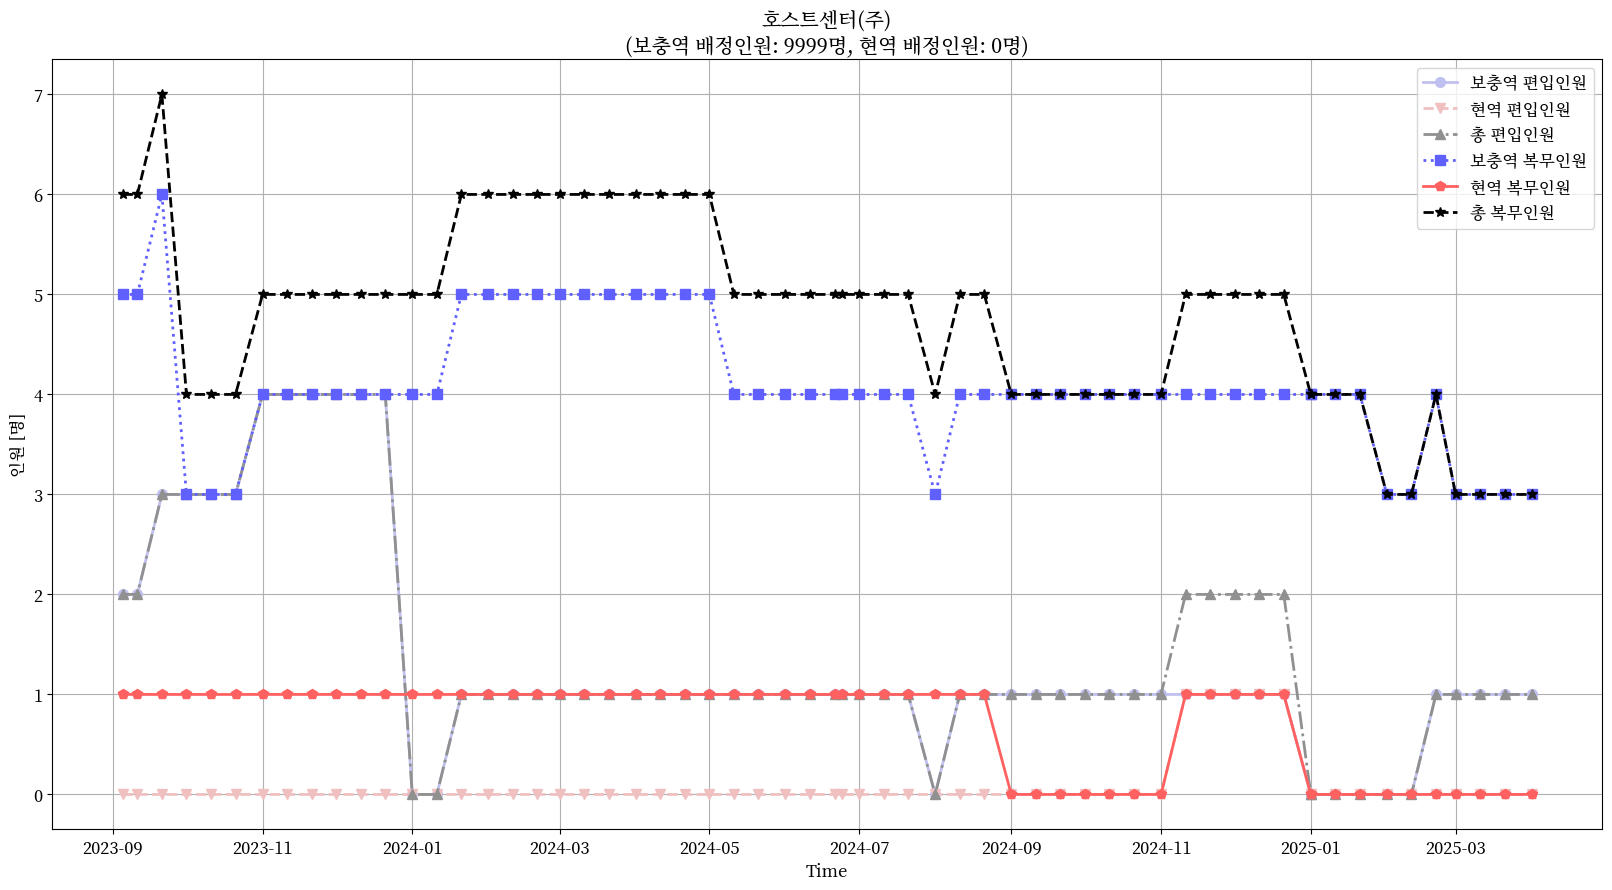 호스트센터(주)
(보충역 배정인원: 9999명, 현역 배정인원: 0명)
보충역 편입인원
현역 편입인원
총 편입인원
보충역 복무인원
현역 복무인원
총 복무인원
인원 [명]
7
6
5
4
3
2
1
0
2023-09 2023-11 2024-01 2024-03 2024-05 2024-07 2024-09 2024-11 2025-01 2025-03
Time